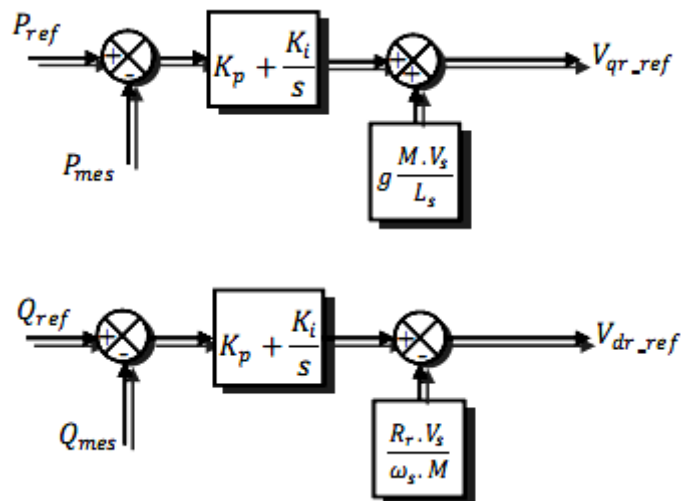 P_ref
+
-
K_p + K_i/s
+
+
V_qr_ref
P_mes
g M.V_s/L_s
Q_ref
+
-
K_p + K_i/s
+
-
V_dr_ref
Q_mes
R_r.V_s/ω_s.M